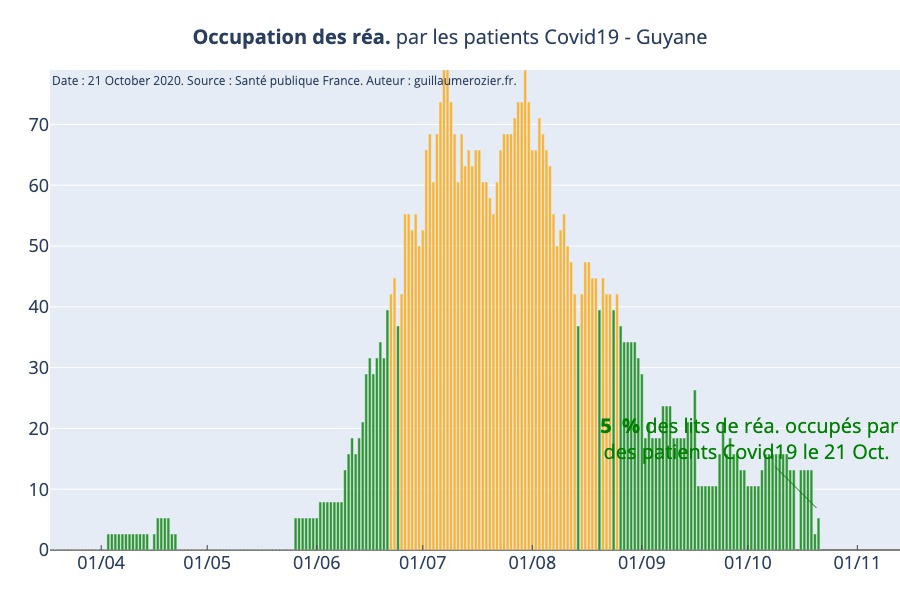 Occupation des réa. par les patients Covid19 - Guyane
Date : 21 October 2020. Source : Santé publique France. Auteur : guillaumerozier.fr.
70
60
50
40
30
20
10
0
5 % des lits de réa. occupés par
des patients Covid19 le 21 Oct.
01/04 01/05 01/06 01/07 01/08 01/09 01/10 01/11